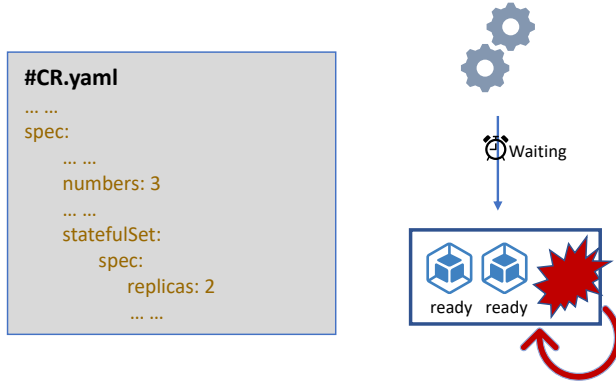 #CR.yaml
... ...
spec:
... ...
numbers: 3
... ...
statefulSet:
spec:
replicas: 2
... ...
Waiting
ready ready